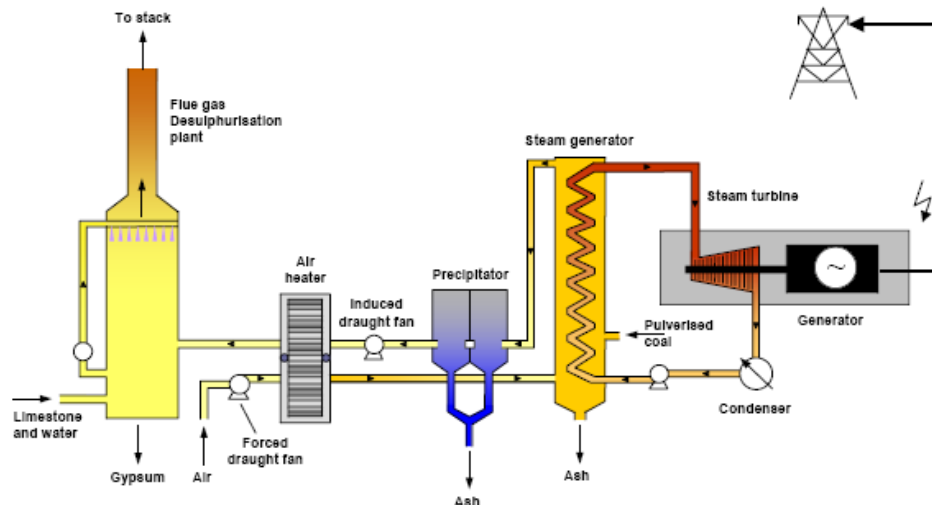 To stack
Flue gas
Desulphurisation
plant
Steam generator
Steam turbine
Air
heater
Precipitator
Induced
draught fan
Pulverised
coal
Generator
~
Limestone
and water
Condenser
Forced
draught fan
Gypsum
Air
Ash
Ash